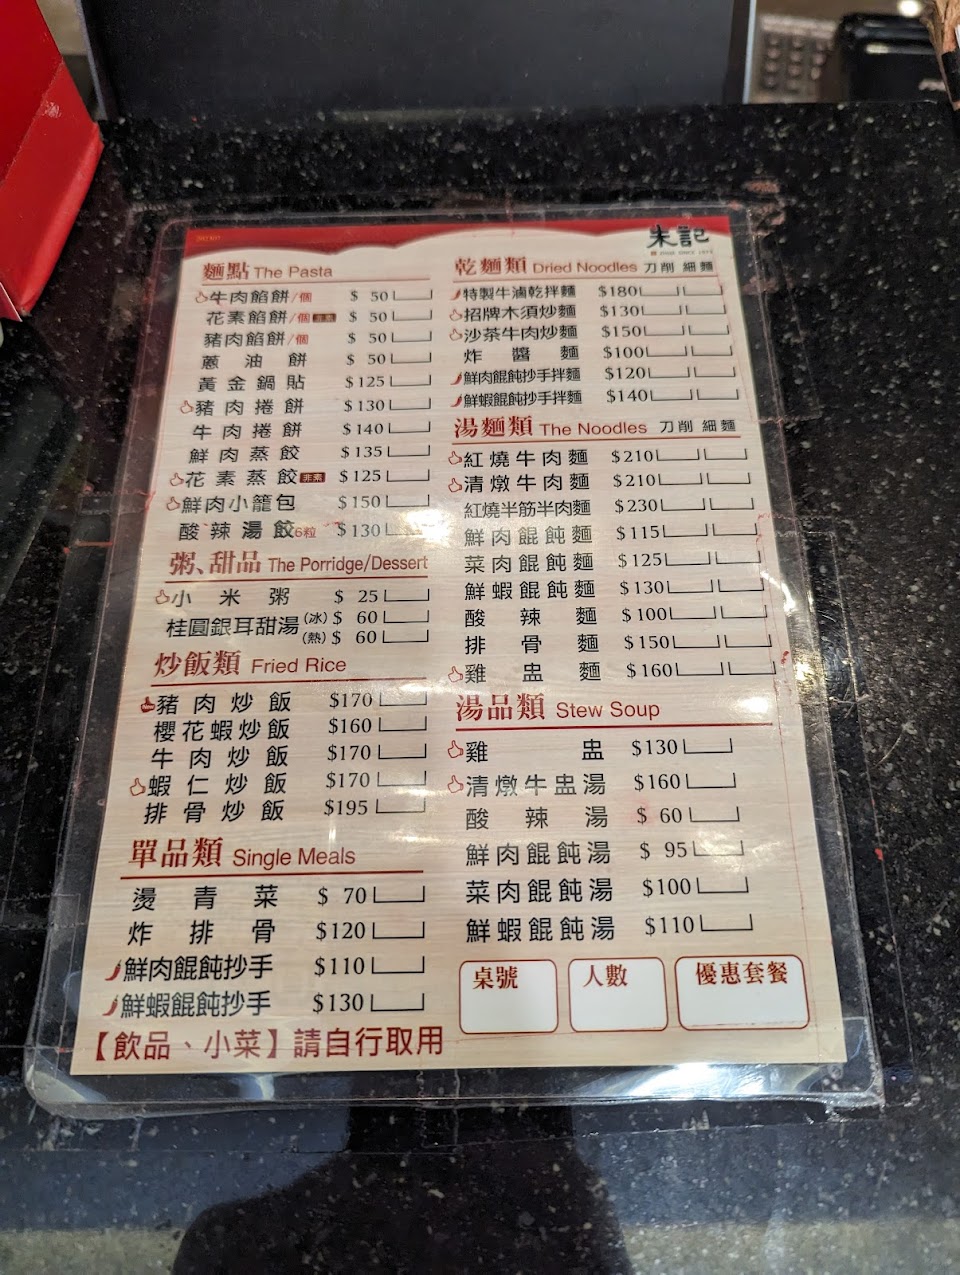 朱記
麵點 The Pasta
牛肉餡餅/個 $ 50
花素餡餅/個 $ 50
豬肉餡餅/個 $ 50
蔥油餅 $ 50
黃金鍋貼 $125
豬肉捲餅 $130
牛肉捲餅 $140
鮮肉蒸餃 $135
花素蒸餃 非素 $125
鮮肉小籠包 $150
酸辣湯餃6粒 $130
粥、甜品 The Porridge/Dessert
小米粥 $ 25
桂圓銀耳甜湯 (冰) $ 60
(熱) $ 60
炒飯類 Fried Rice
豬肉炒飯 $170
櫻花蝦炒飯 $160
牛肉炒飯 $170
蝦仁炒飯 $170
排骨炒飯 $195
單品類 Single Meals
燙青菜 $ 70
炸排骨 $120
鮮肉餛飩抄手 $110
鮮蝦餛飩抄手 $130
【飲品、小菜】請自行取用
乾麵類 Dried Noodles 刀削 細麵
特製牛滷乾拌麵 $180
招牌木須炒麵 $130
沙茶牛肉炒麵 $150
炸醬麵 $100
鮮肉餛飩抄手拌麵 $120
鮮蝦餛飩抄手拌麵 $140
湯麵類 The Noodles 刀削 細麵
紅燒牛肉麵 $210
清燉牛肉麵 $210
紅燒半筋半肉麵 $230
鮮肉餛飩麵 $115
菜肉餛飩麵 $125
鮮蝦餛飩麵 $130
酸辣麵 $100
排骨麵 $150
雞盅麵 $160
湯品類 Stew Soup
雞盅 $130
清燉牛盅湯 $160
酸辣湯 $ 60
鮮肉餛飩湯 $ 95
菜肉餛飩湯 $100
鮮蝦餛飩湯 $110
桌號 人數 優惠套餐